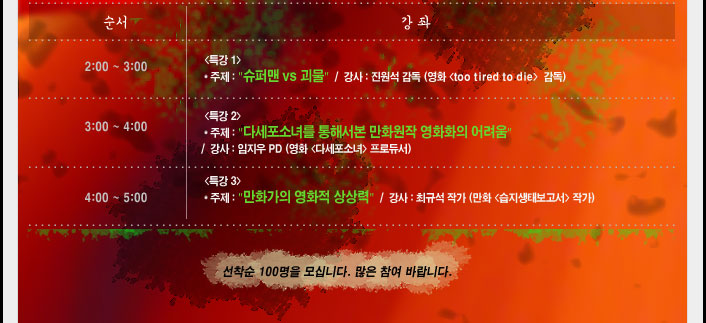 순서 강좌
2:00 ~ 3:00
<특강 1>
• 주제 : "슈퍼맨 vs 괴물" / 강사 : 진원석 감독 (영화 <too tired to die> 감독)
3:00 ~ 4:00
<특강 2>
• 주제 : "다세포소녀를 통해서본 만화원작 영화화의 어려움"
/ 강사 : 임지우 PD (영화 <다세포소녀> 프로듀서)
4:00 ~ 5:00
<특강 3>
• 주제 : "만화가의 영화적 상상력" / 강사 : 최규석 작가 (만화 <습지생태보고서> 작가)
선착순 100명을 모십니다. 많은 참여 바랍니다.